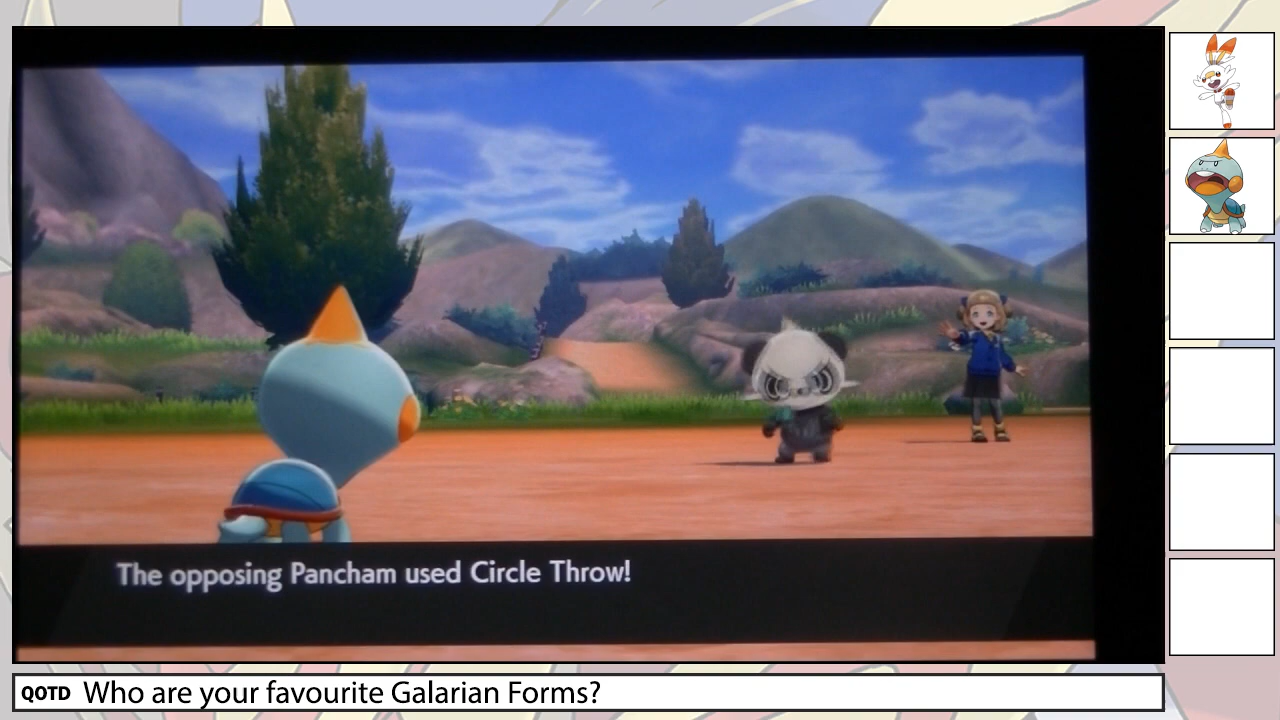 The opposing Pancham used Circle Throw!
QOTD Who are your favourite Galarian Forms?